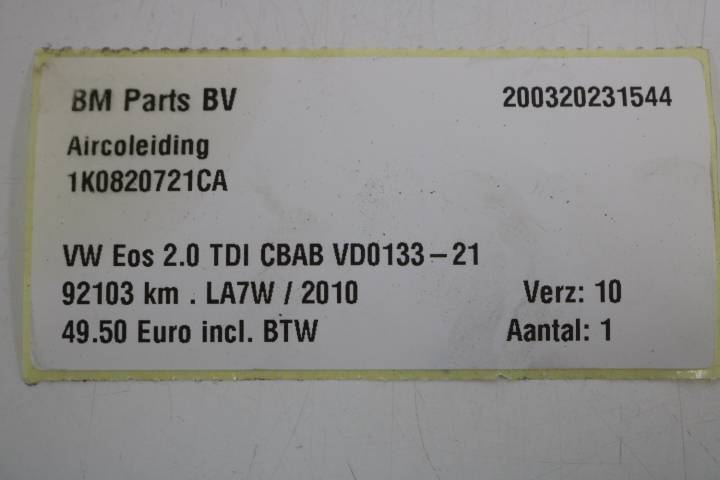 BM Parts BV 200320231544
Aircoleiding
1K0820721CA
VW Eos 2.0 TDI CBAB VD0133-21
92103 km . LA7W / 2010 Verz: 10
49.50 Euro incl. BTW Aantal: 1